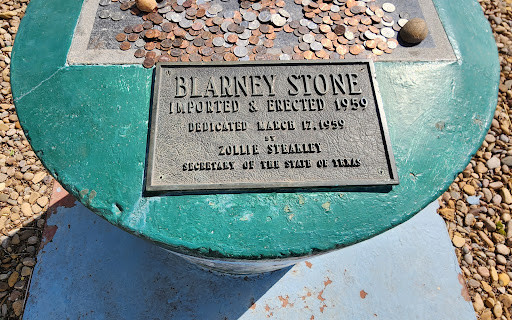 BLARNEY STONE
IMPORTED & ERECTED 1959
DEDICATED MARCH 17, 1959
BY
ZOLLIE STEAKLEY
SECRETARY OF THE STATE OF TEXAS